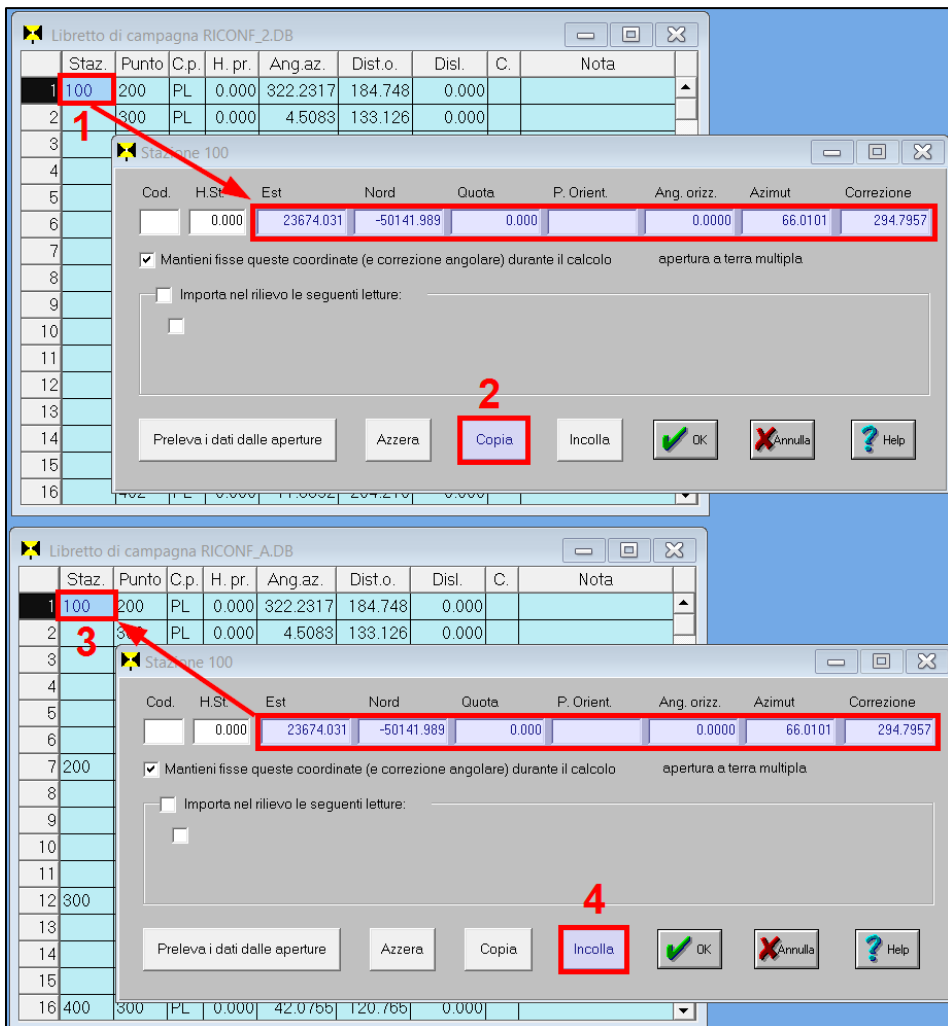 Libretto di campagna RICONF_2.DB
Staz. Punto C.p. H. pr. Ang.az. Dist.o. Disl. C. Nota
1 100 200 PL 0.000 322.2317 184.748 0.000
2 300 PL 0.000 4.5083 133.126 0.000
1
3
Stazione 100
4
5 Cod. H.St. Est Nord Quota P. Orient. Ang. orizz. Azimut Correzione
6 0.000 23674.031 -50141.989 0.000 0.0000 66.0101 294.7957
7
8 Mantieni fisse queste coordinate (e correzione angolare) durante il calcolo apertura a terra multipla
9 Importa nel rilievo le seguenti letture:
10
11
12
13
2
14 Preleva i dati dalle aperture Azzera Copia Incolla OK Annulla Help
15
16 0.000
Libretto di campagna RICONF_A.DB
Staz. Punto C.p. H. pr. Ang.az. Dist.o. Disl. C. Nota
1 100 200 PL 0.000 322.2317 184.748 0.000
2 PL 0.000 4.5083 133.126 0.000
3
3 Stazione 100
4
5 Cod. H.St. Est Nord Quota P. Orient. Ang. orizz. Azimut Correzione
6 0.000 23674.031 -50141.989 0.000 0.0000 66.0101 294.7957
7 200 Mantieni fisse queste coordinate (e correzione angolare) durante il calcolo apertura a terra multipla
8
9 Importa nel rilievo le seguenti letture:
10
11
12 300
4
13
14 Preleva i dati dalle aperture Azzera Copia Incolla OK Annulla Help
15
16 400 300 PL 0.000 42.0755 120.765 0.000